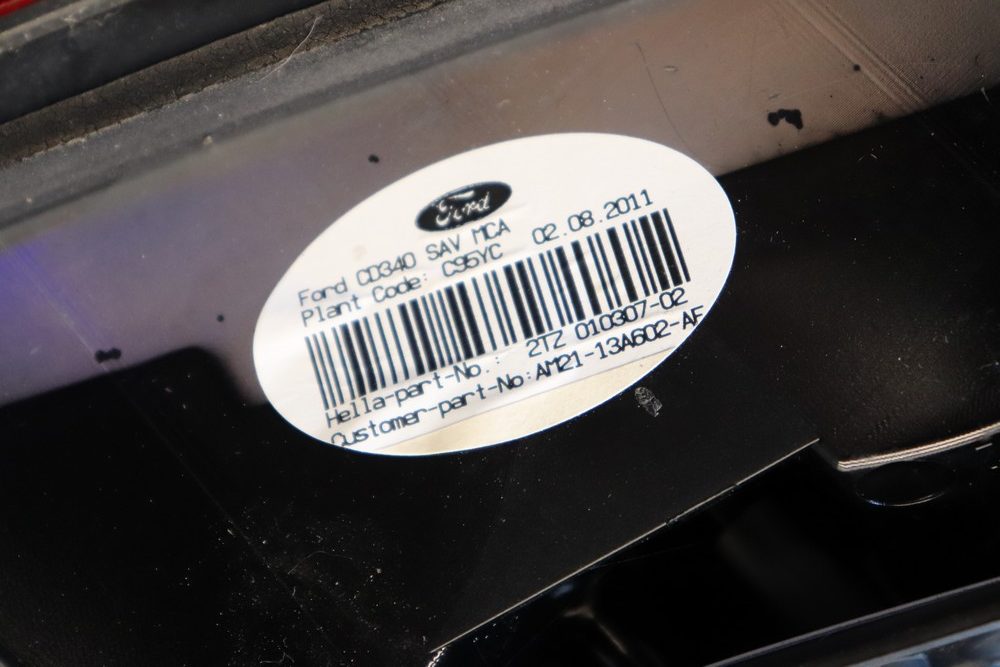 Ford
Ford CD340 SAV MCA
Plant Code: C95YC 02.08.2011
Hella-part-No.: 2TZ 010307-02
Customer-part-No:AM21-13A602-AF